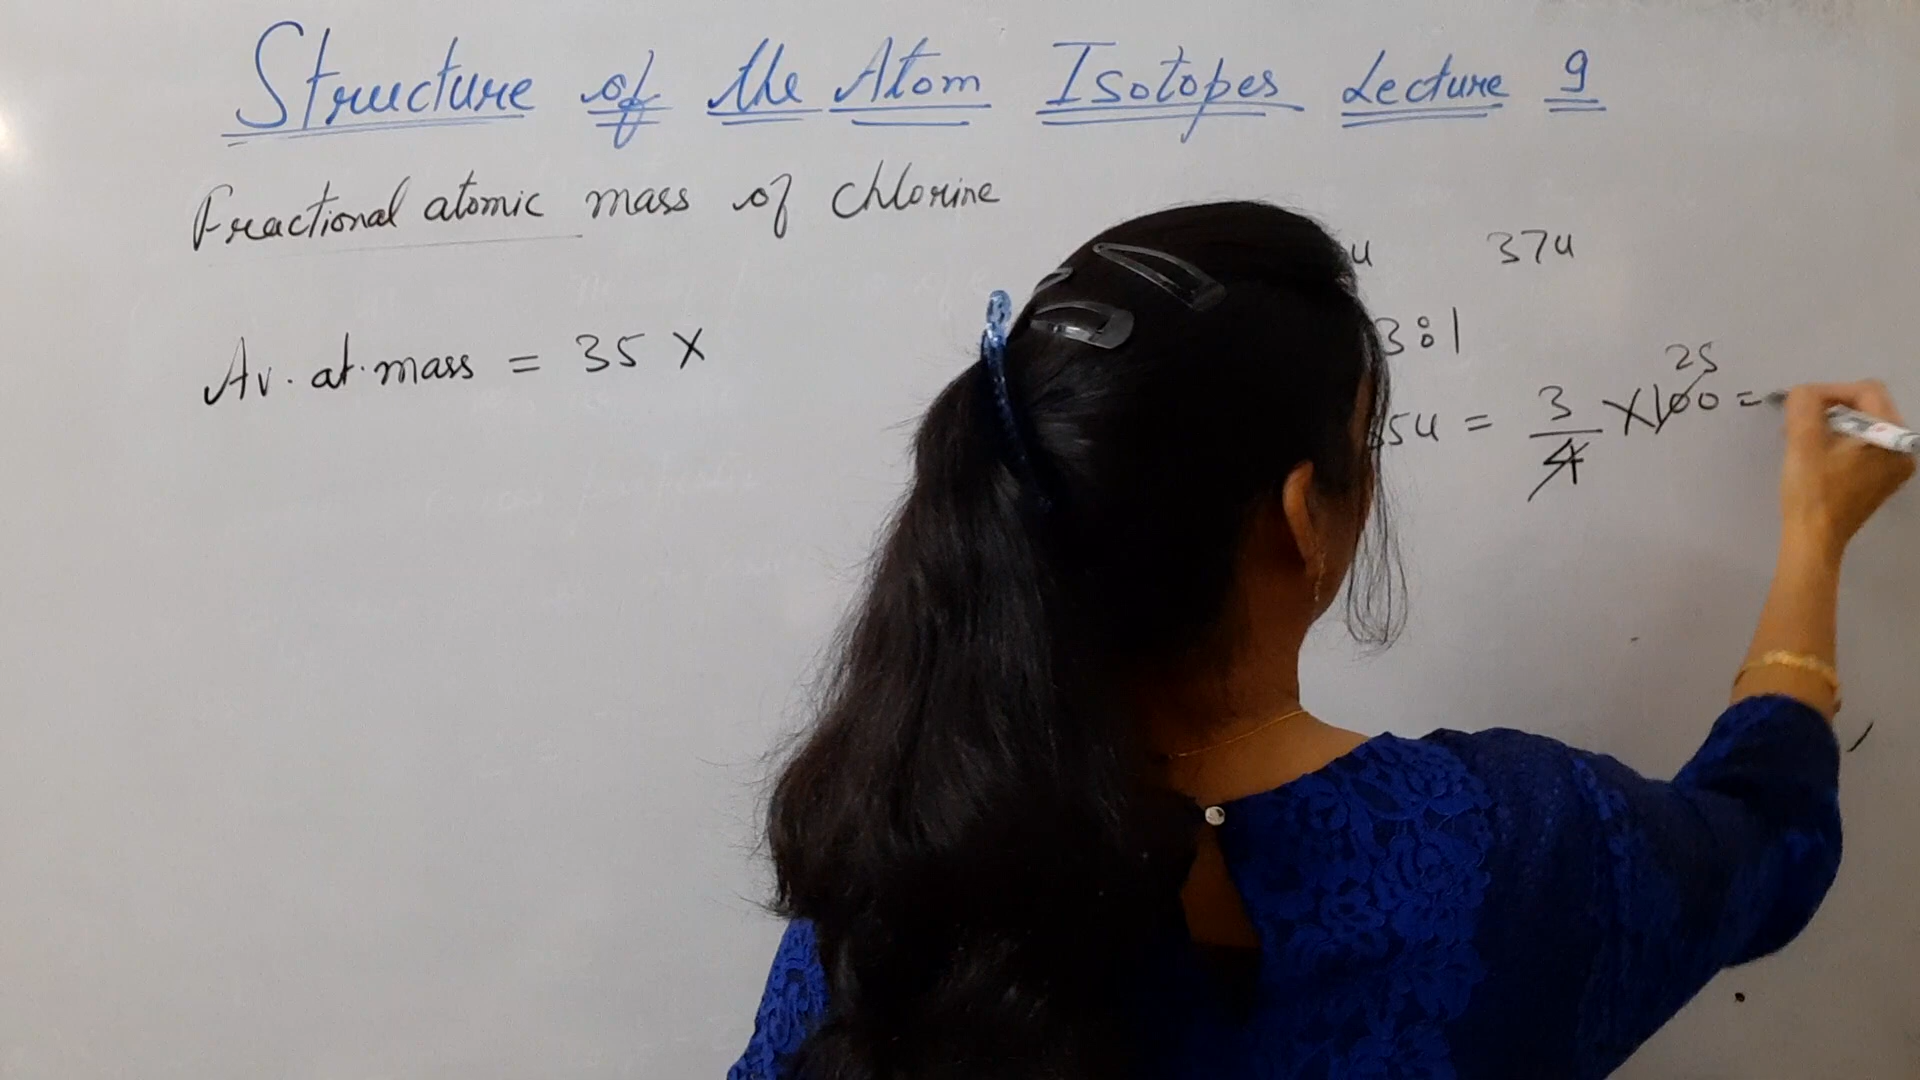 Structure of the Atom Isotopes Lecture 9
Fractional atomic mass of chlorine
u 37u
3:1
Av. at. mass = 35 X
5u = 3/4 X 100 =
25